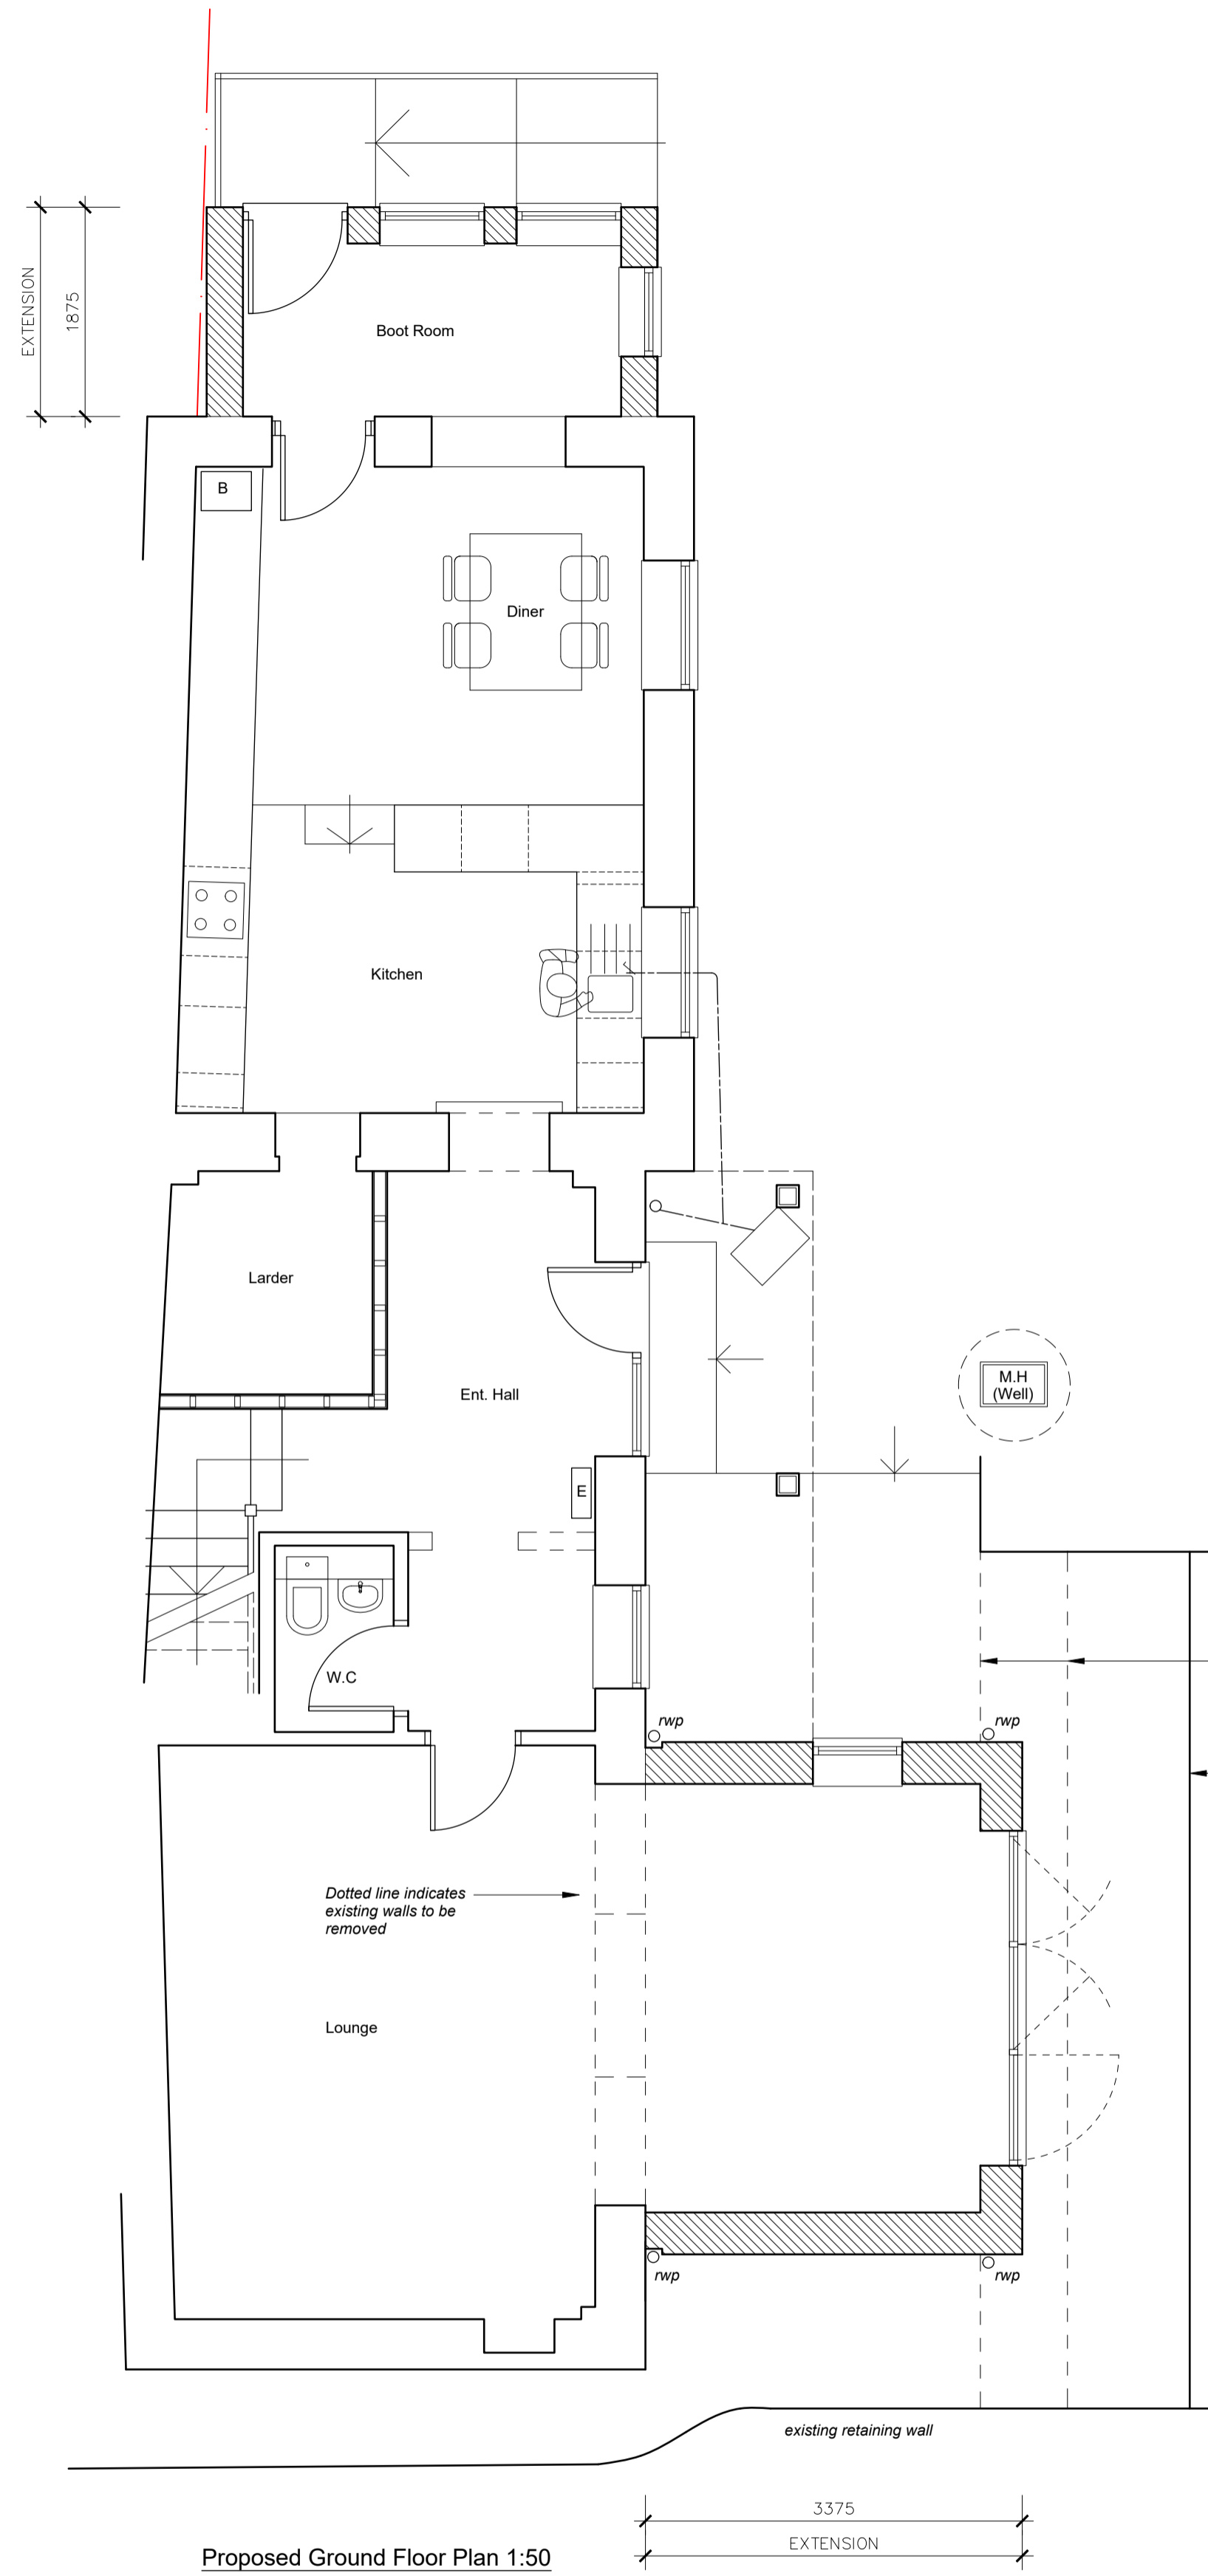 EXTENSION
1875
Boot Room
B
Diner
Kitchen
Larder
Ent. Hall
M.H
(Well)
E
W.C
rwp
rwp
Dotted line indicates
existing walls to be
removed
Lounge
rwp
rwp
existing retaining wall
3375
EXTENSION
Proposed Ground Floor Plan 1:50